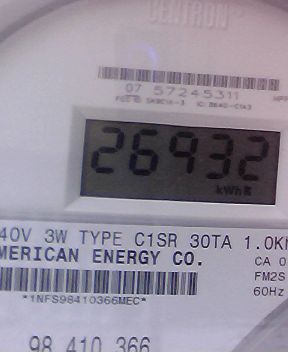 CENTRON
07 57245311
26932
kWh
40V 3W TYPE C1SR 30TA 1.0K
MERICAN ENERGY CO.
CA 0
FM2S
60Hz
*1NFS98410366MEC*
98 410 366